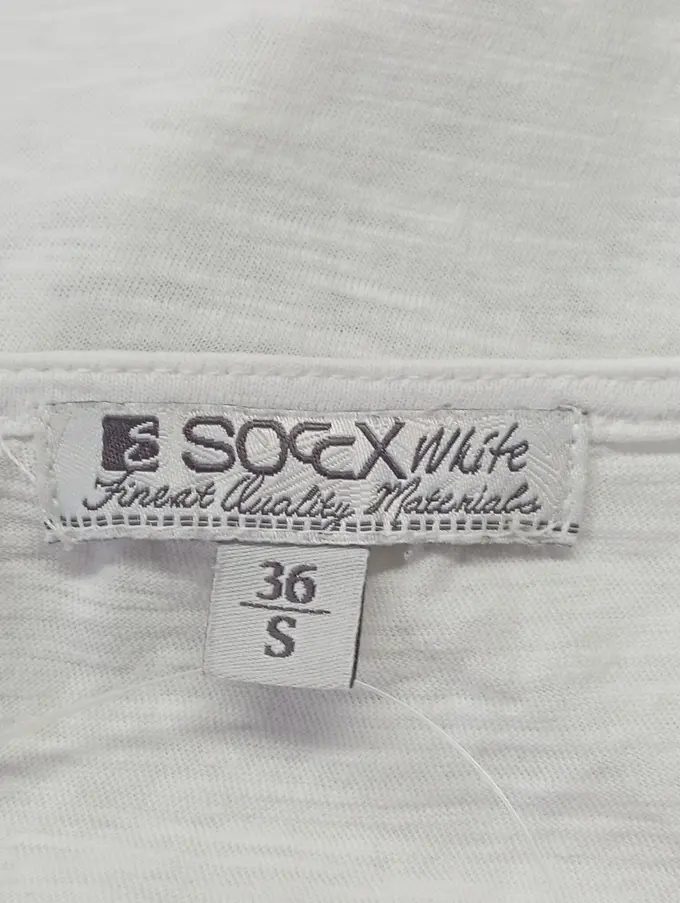 SOCCX White
Finest Quality Materials
36
S